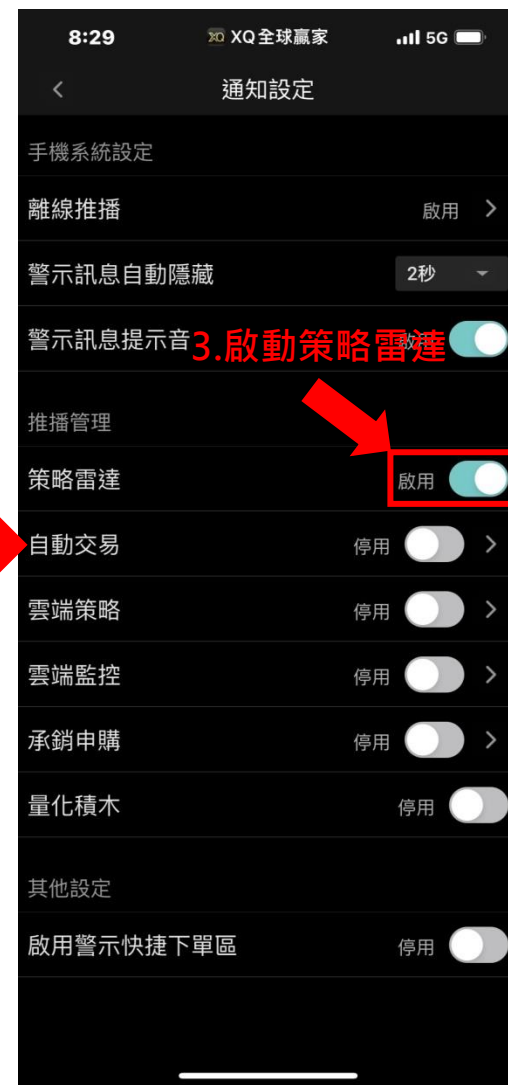 8:29 XQ全球贏家 5G
通知設定
手機系統設定
離線推播 啟用
警示訊息自動隱藏 2秒
警示訊息提示音 啟用
3.啟動策略雷達
推播管理
策略雷達 啟用
自動交易 停用
雲端策略 停用
雲端監控 停用
承銷申購 停用
量化積木 停用
其他設定
啟用警示快捷下單區 停用